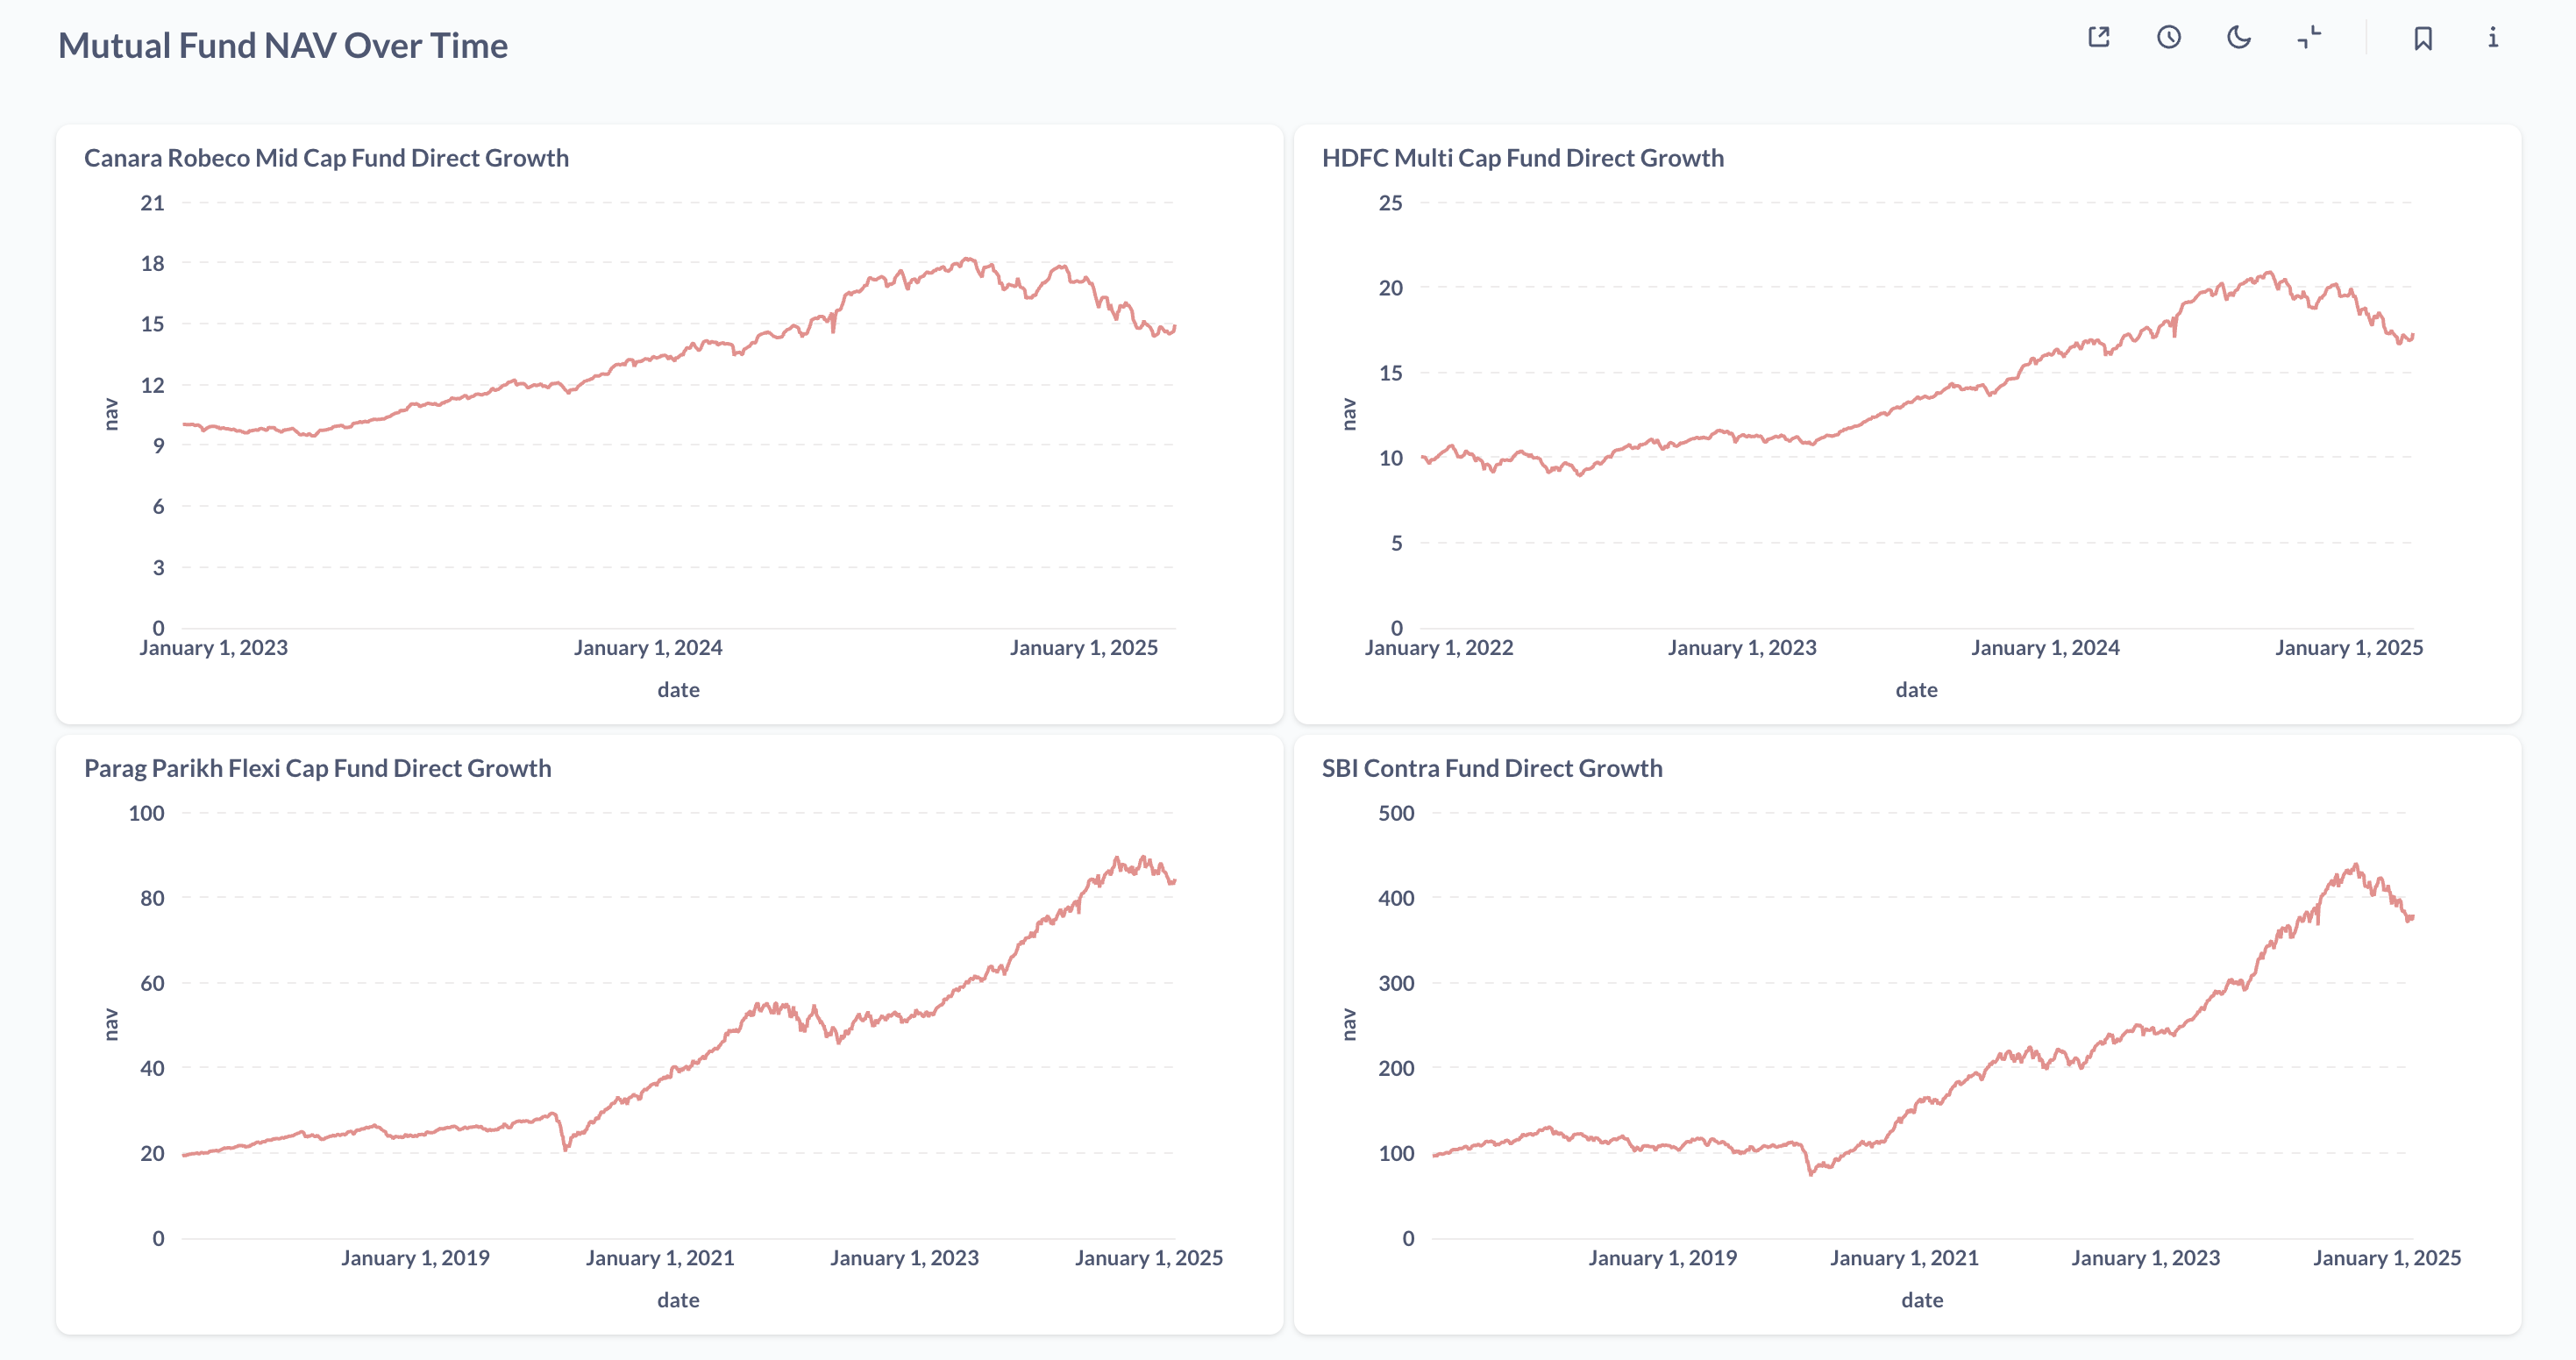 Mutual Fund NAV Over Time
Canara Robeco Mid Cap Fund Direct Growth
21
18
15
12
9
6
3
0
nav
January 1, 2023
January 1, 2024
January 1, 2025
date
HDFC Multi Cap Fund Direct Growth
25
20
15
10
5
0
nav
January 1, 2022
January 1, 2023
January 1, 2024
January 1, 2025
date
Parag Parikh Flexi Cap Fund Direct Growth
100
80
60
40
20
0
nav
January 1, 2019
January 1, 2021
January 1, 2023
January 1, 2025
date
SBI Contra Fund Direct Growth
500
400
300
200
100
0
nav
January 1, 2019
January 1, 2021
January 1, 2023
January 1, 2025
date